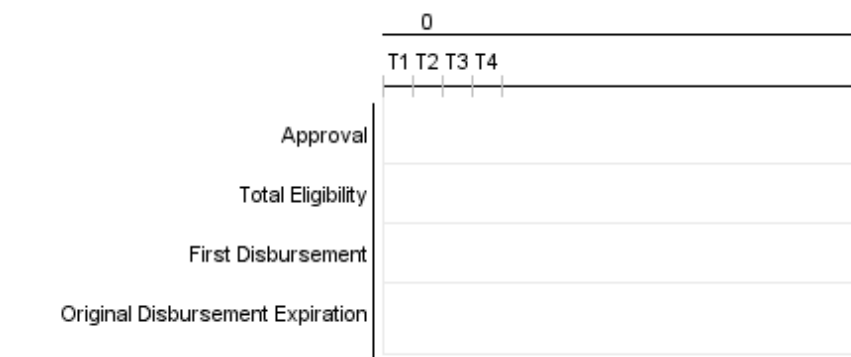 0
T1 T2 T3 T4
Approval
Total Eligibility
First Disbursement
Original Disbursement Expiration